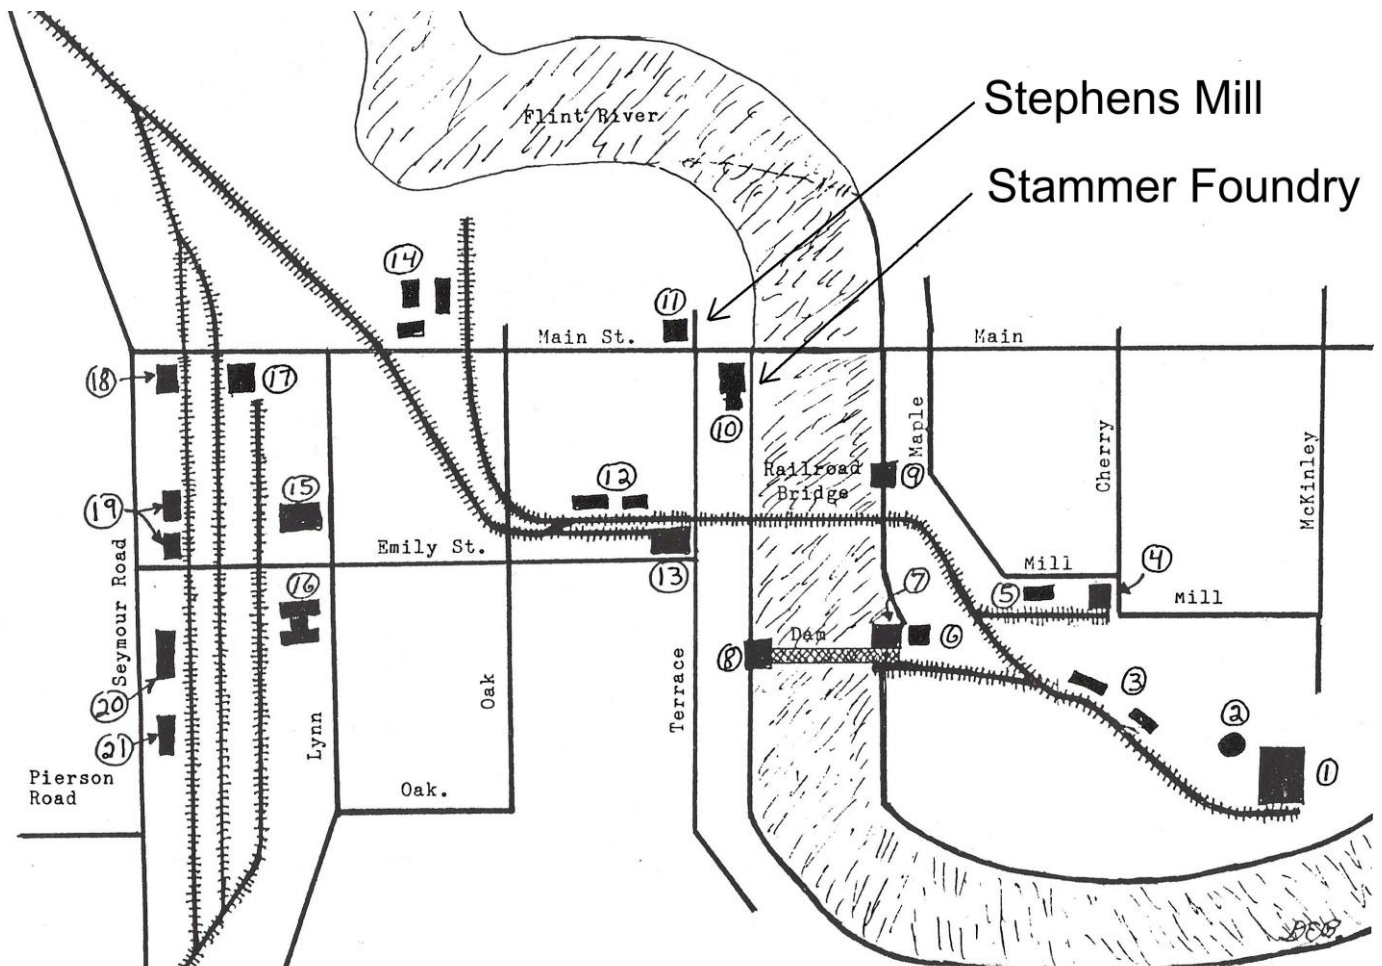 Stephens Mill
Flint River
Stammer Foundry
14
11
Main St.
Main
18
17
10
Maple
Cherry
McKinley
Railroad
Bridge
9
15
12
19
Emily St.
13
7
Mill
4
5
Mill
Seymour Road
16
Dam
6
8
3
20
Oak
Terrace
2
21
Lynn
1
Pierson
Road
Oak.
DEB.